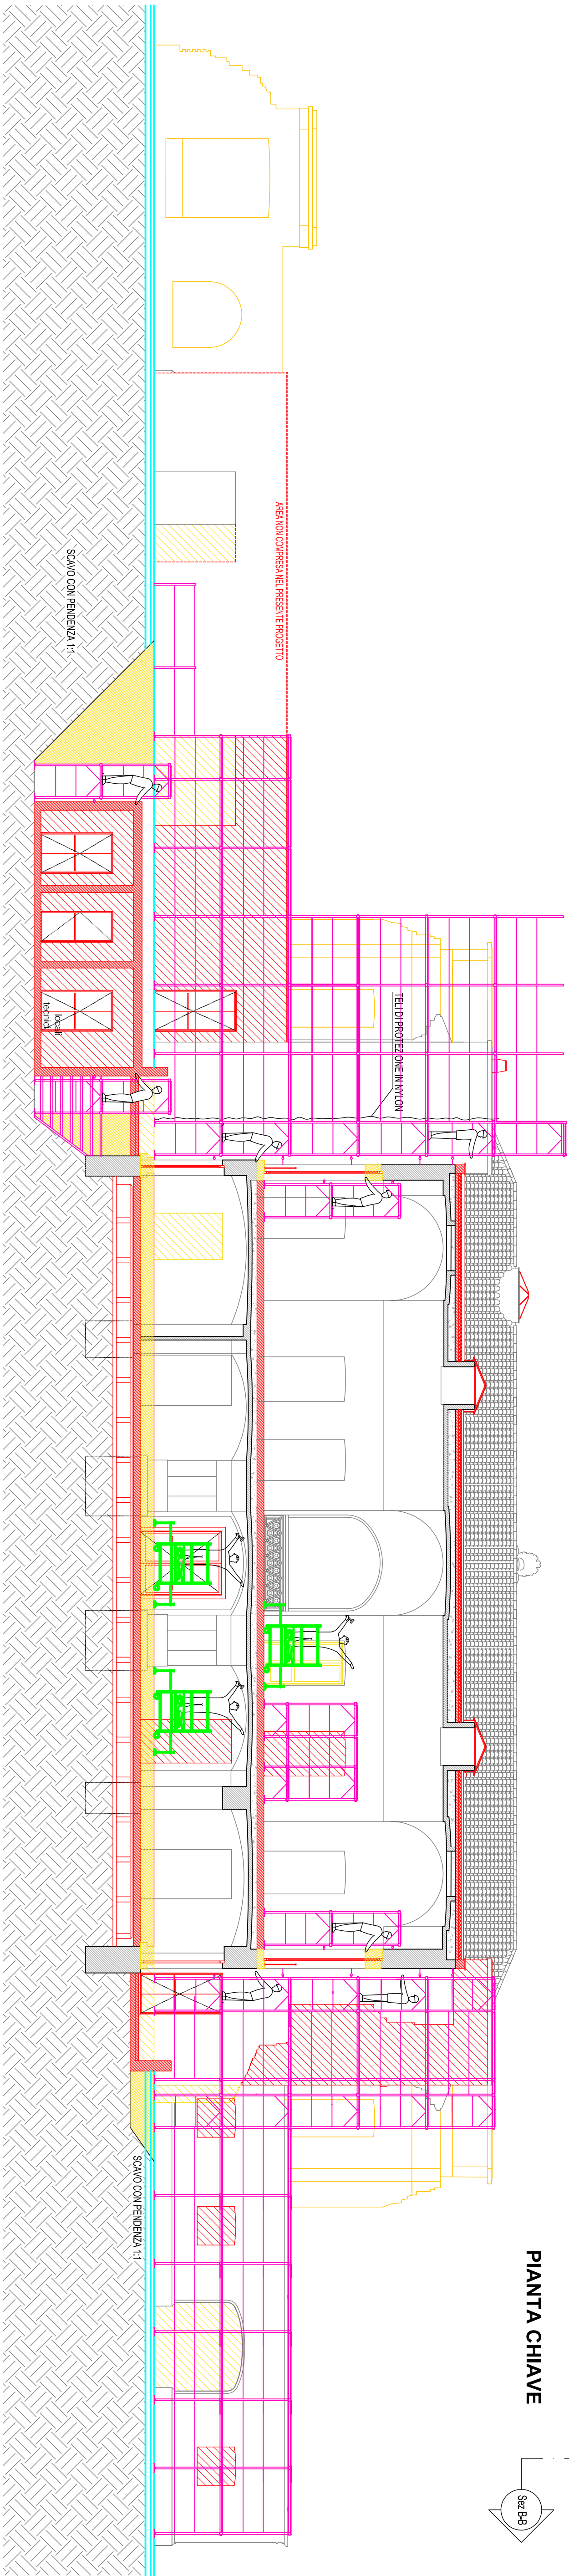 AREA NON COMPRESA NEL PRESENTE PROGETTO
SCAVO CON PENDENZA 1:1
TELI DI PROTEZIONE IN NYLON
locali
tecnici
SCAVO CON PENDENZA 1:1
PIANTA CHIAVE
Sez B-B